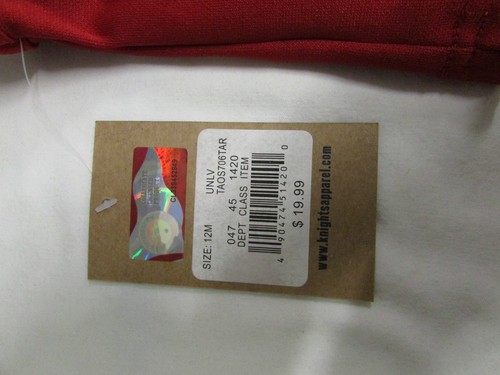 UNLV
TAOS706TAR
SIZE: 12M
047 45 1420
DEPT CLASS ITEM
4 90474 51420 0
$ 19.99
www.knightsapparel.com